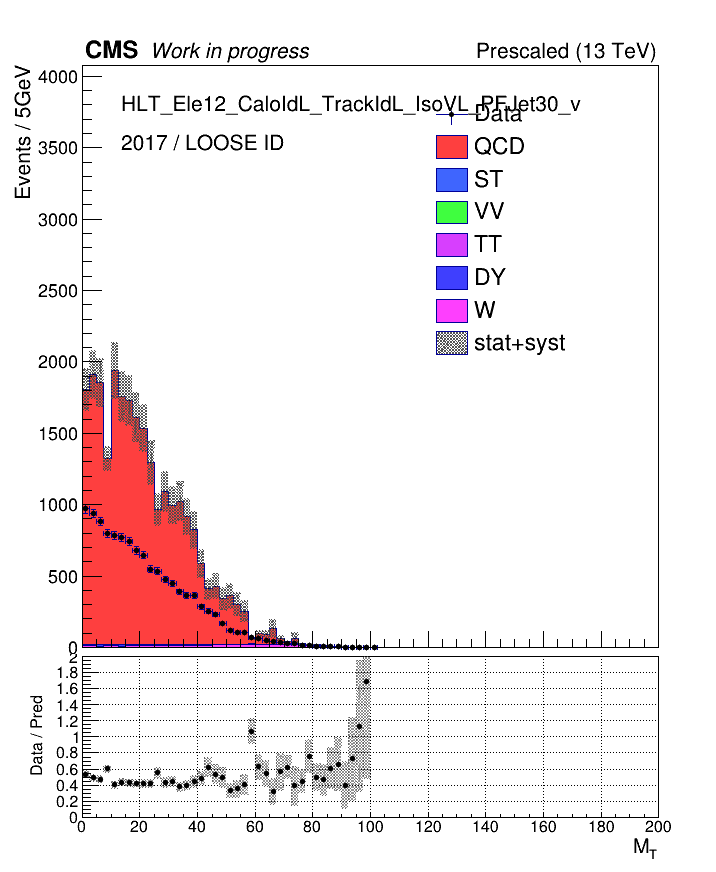 CMS Work in progress Prescaled (13 TeV)
Events / 5GeV
4000
3500
3000
2500
2000
1500
1000
500
0
HLT_Ele12_CaloIdL_TrackIdL_IsoVL_PFJet30_v
2017 / LOOSE ID
Data
QCD
ST
VV
TT
DY
W
stat+syst
Data / Pred
2
1.8
1.6
1.4
1.2
1
0.8
0.6
0.4
0.2
0
0 20 40 60 80 100 120 140 160 180 200
M_T